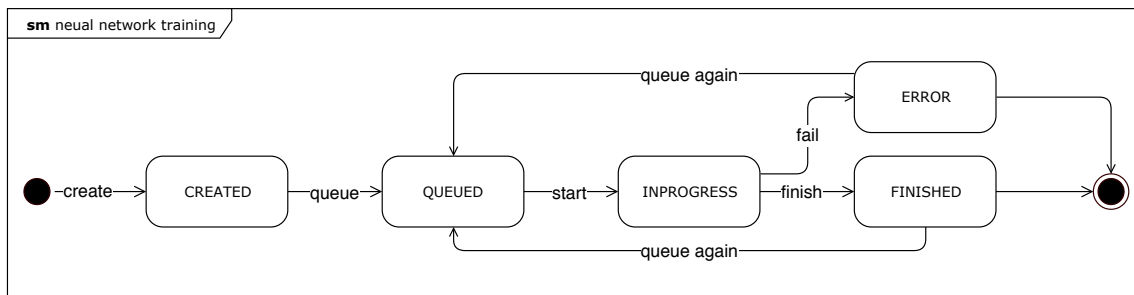 sm neual network training
queue again
ERROR
fail
create
CREATED
queue
QUEUED
start
INPROGRESS
finish
FINISHED
queue again